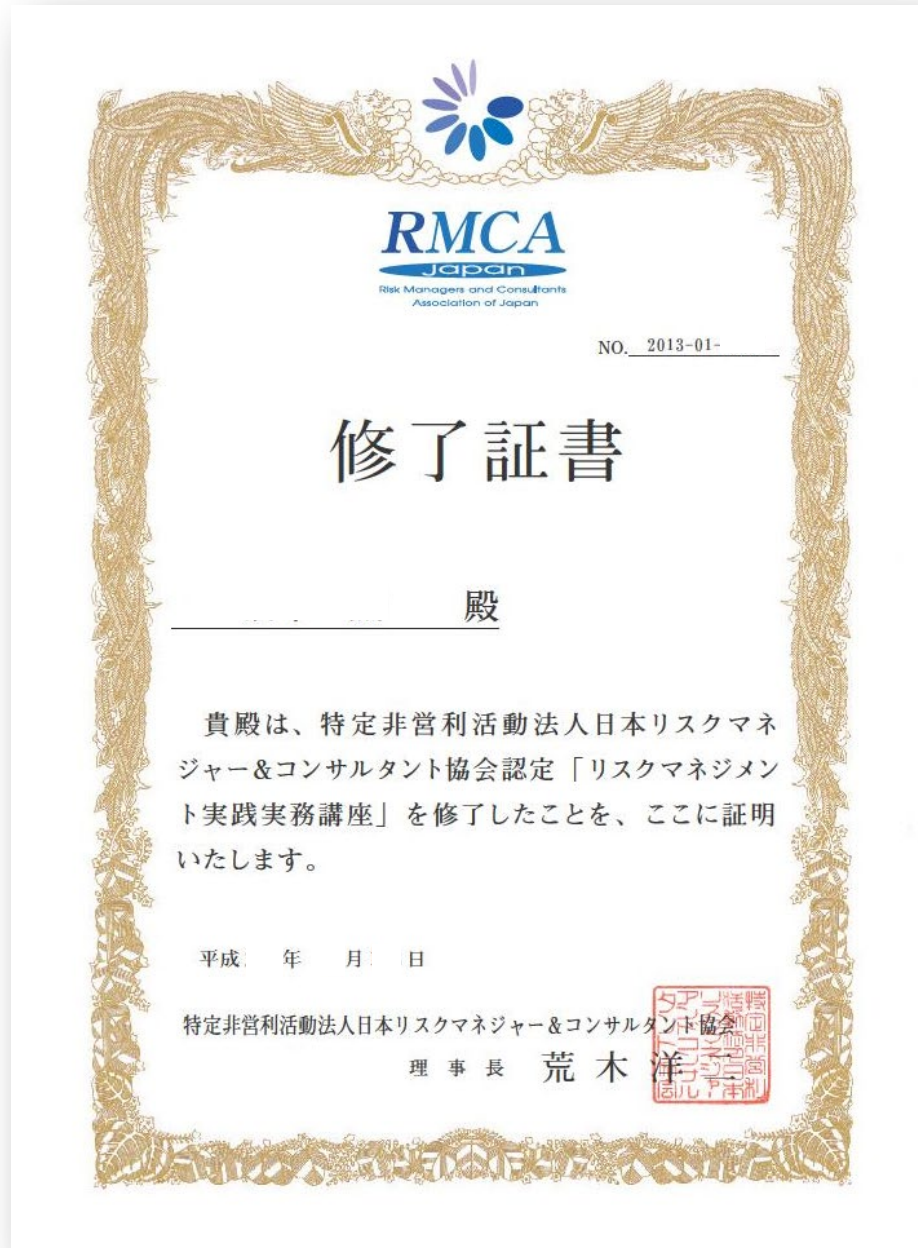 RMCA
Japan
Risk Managers and Consultants
Association of Japan
NO. 2013-01-
修了証書
殿
貴殿は、特定非営利活動法人日本リスクマネ
ジャー&コンサルタント協会認定「リスクマネジメン
ト実践実務講座」を修了したことを、ここに証明
いたします。
平成 年 月 日
特定非営利活動法人日本リスクマネジャー&コンサルタント協会
理事長 荒木洋二